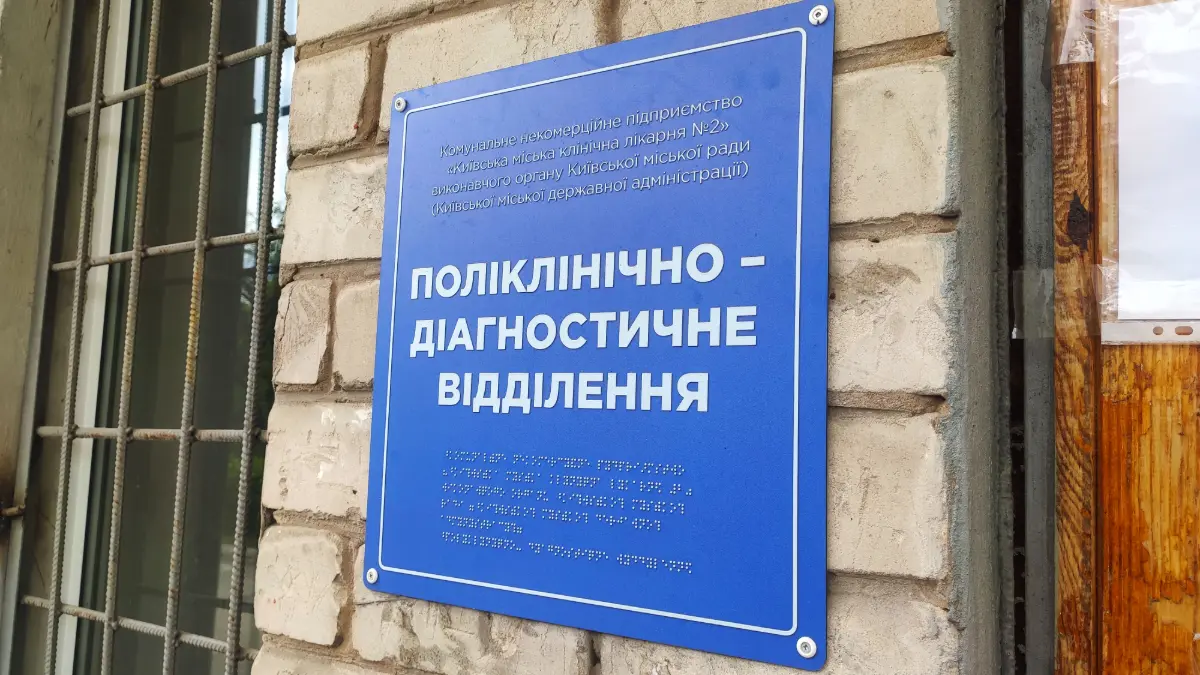 Комунальне некомерційне підприємство
«Київська міська клінічна лікарня №2»
виконавчого органу Київської міської ради
(Київської міської державної адміністрації)
ПОЛІКЛІНІЧНО –
ДІАГНОСТИЧНЕ
ВІДДІЛЕННЯ